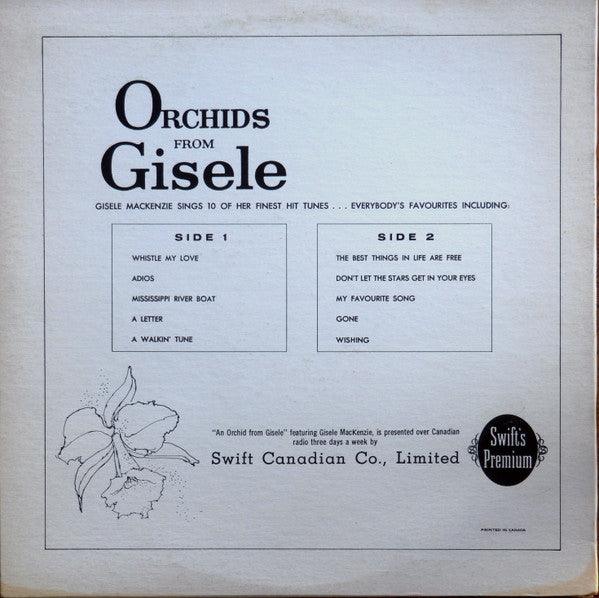 ORCHIDS
FROM
Gisele
GISELE MACKENZIE SINGS 10 OF HER FINEST HIT TUNES . . . EVERYBODY'S FAVOURITES INCLUDING:
SIDE 1
WHISTLE MY LOVE
ADIOS
MISSISSIPPI RIVER BOAT
A LETTER
A WALKIN' TUNE
SIDE 2
THE BEST THINGS IN LIFE ARE FREE
DON'T LET THE STARS GET IN YOUR EYES
MY FAVOURITE SONG
GONE
WISHING
"An Orchid from Gisele" featuring Gisele MacKenzie, is presented over Canadian
radio three days a week by
Swift Canadian Co., Limited
Swift's
Premium
PRINTED IN CANADA